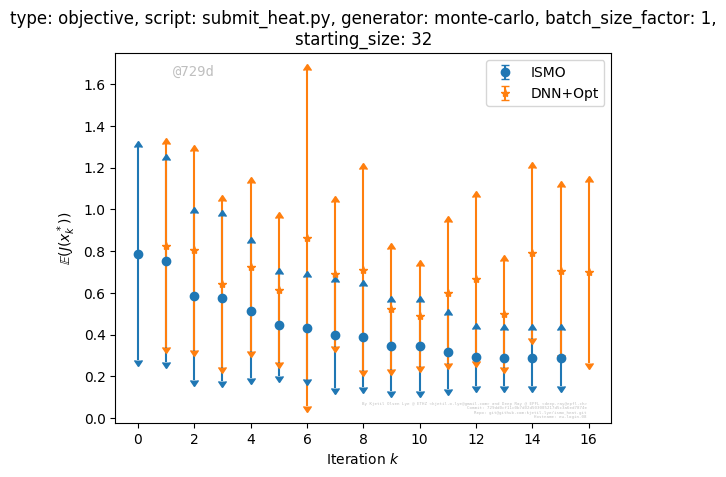 type: objective, script: submit_heat.py, generator: monte-carlo, batch_size_factor: 1,
starting_size: 32
@729d
ISMO
DNN+Opt
𝔼(J(x*ₖ))
1.6
1.4
1.2
1.0
0.8
0.6
0.4
0.2
0.0
0 2 4 6 8 10 12 14 16
Iteration k